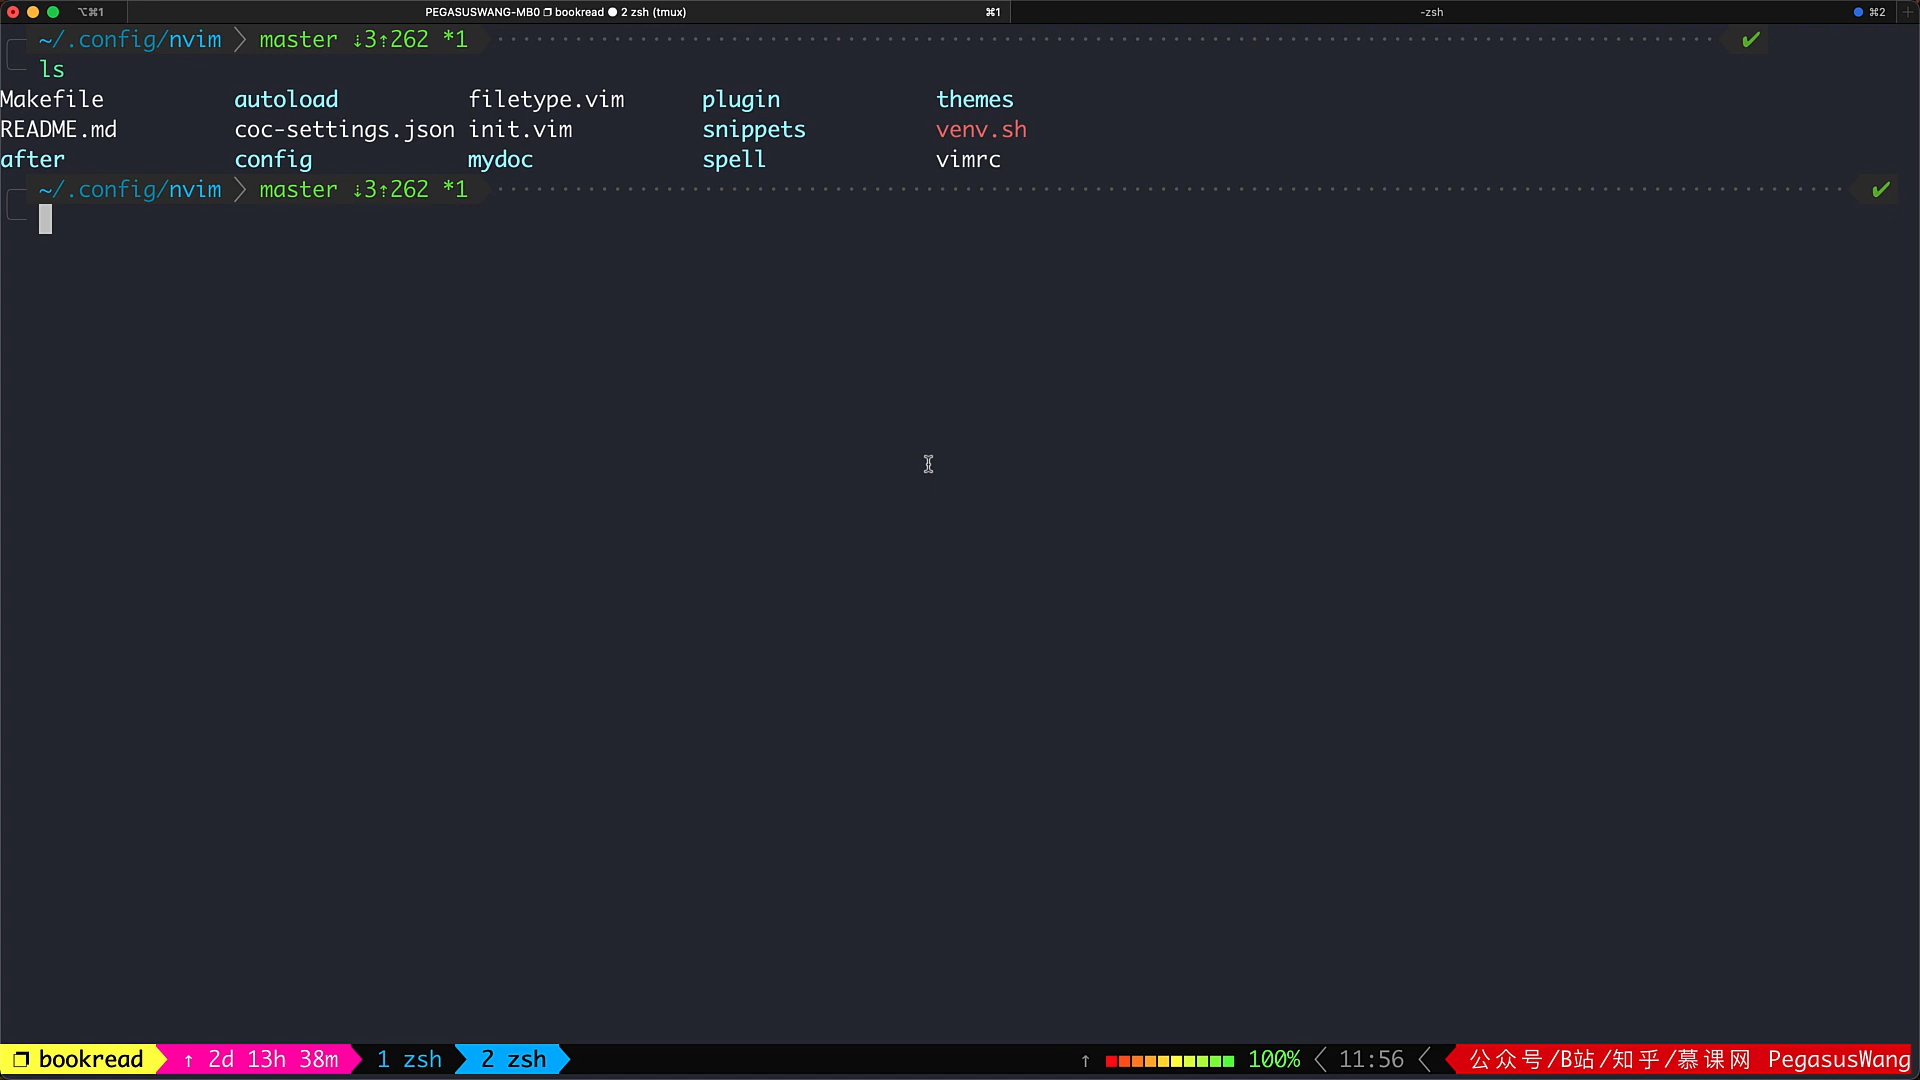 ⌥⌘1 PEGASUSWANG-MB0 ❐ bookread ● 2 zsh (tmux) ⌘1 -zsh ⌘2
~/.config/nvim master ⇣3⇡262 *1 ✔
ls
Makefile autoload filetype.vim plugin themes
README.md coc-settings.json init.vim snippets venv.sh
after config mydoc spell vimrc
~/.config/nvim master ⇣3⇡262 *1 ✔
❐ bookread ↑ 2d 13h 38m 1 zsh 2 zsh ↑ 100% 11:56 公众号/B站/知乎/慕课网 PegasusWang